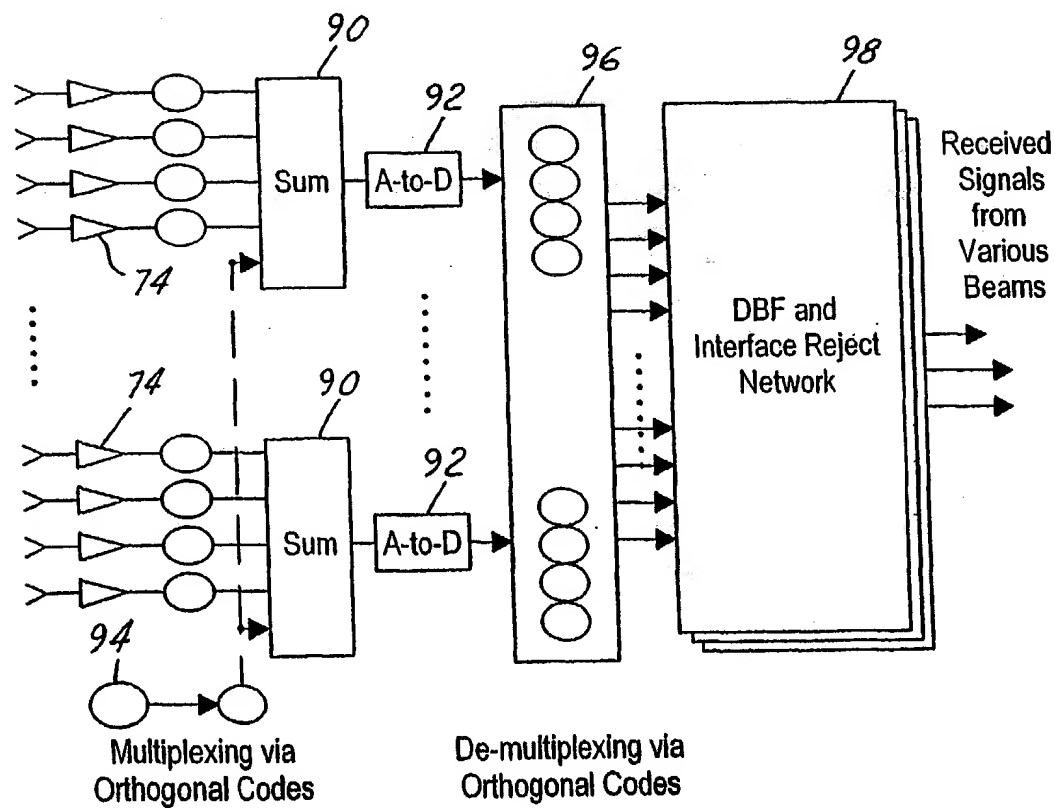 90
96
98
92
Sum
A-to-D
74
Received
Signals
from
Various
Beams
DBF and
Interface Reject
Network
74
90
92
Sum
A-to-D
94
Multiplexing via
Orthogonal Codes
De-multiplexing via
Orthogonal Codes